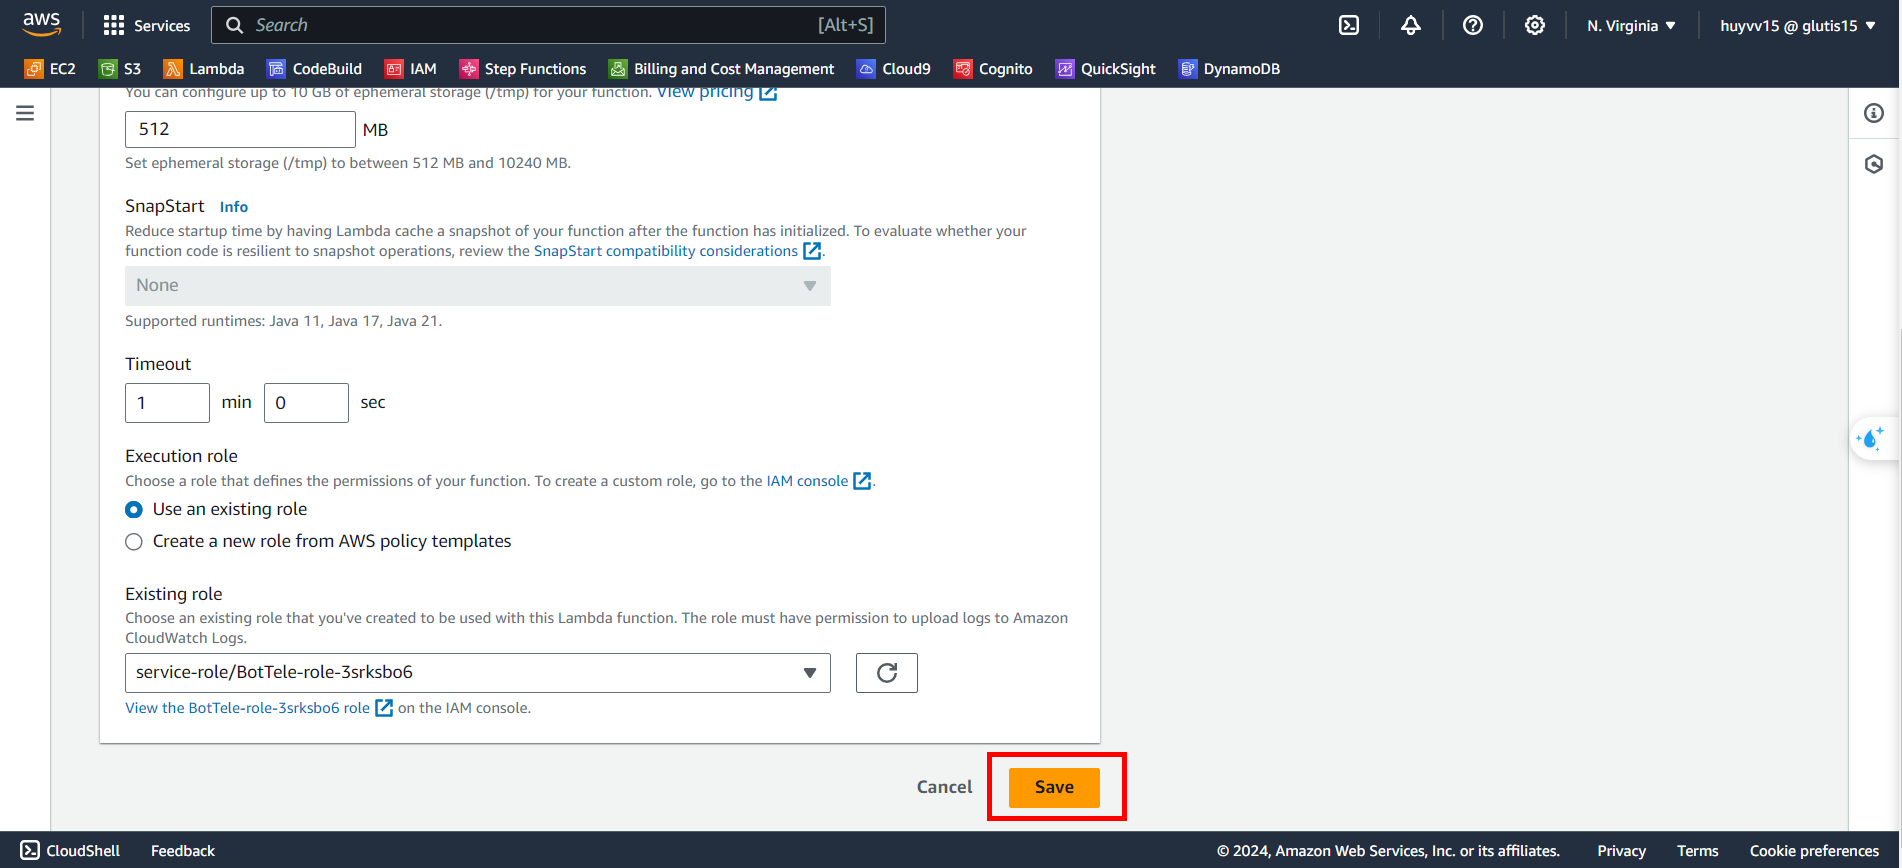 aws Services Search [Alt+S] N. Virginia huyvv15 @ glutis15
EC2 S3 Lambda CodeBuild IAM Step Functions Billing and Cost Management Cloud9 Cognito QuickSight DynamoDB
You can configure up to 10 GB of ephemeral storage (/tmp) for your function. View pricing
512 MB
Set ephemeral storage (/tmp) to between 512 MB and 10240 MB.
SnapStart Info
Reduce startup time by having Lambda cache a snapshot of your function after the function has initialized. To evaluate whether your
function code is resilient to snapshot operations, review the SnapStart compatibility considerations.
None
Supported runtimes: Java 11, Java 17, Java 21.
Timeout
1 min 0 sec
Execution role
Choose a role that defines the permissions of your function. To create a custom role, go to the IAM console.
Use an existing role
Create a new role from AWS policy templates
Existing role
Choose an existing role that you've created to be used with this Lambda function. The role must have permission to upload logs to Amazon
CloudWatch Logs.
service-role/BotTele-role-3srksbo6
View the BotTele-role-3srksbo6 role on the IAM console.
Cancel Save
CloudShell Feedback © 2024, Amazon Web Services, Inc. or its affiliates. Privacy Terms Cookie preferences